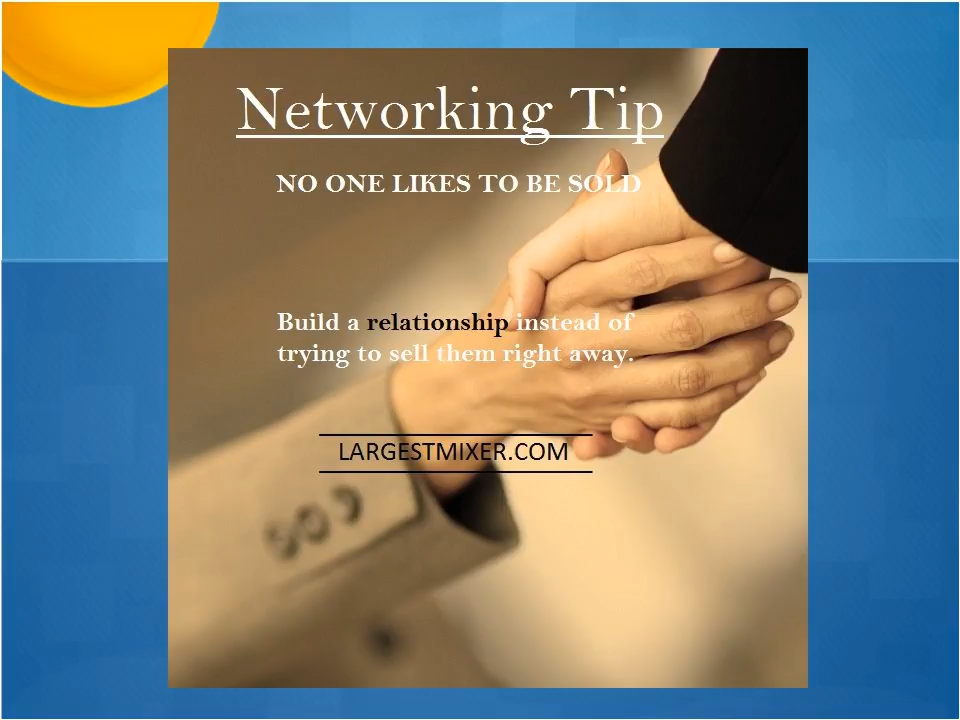 Networking Tip
NO ONE LIKES TO BE SOLD
Build a relationship instead of
trying to sell them right away.
LARGESTMIXER.COM